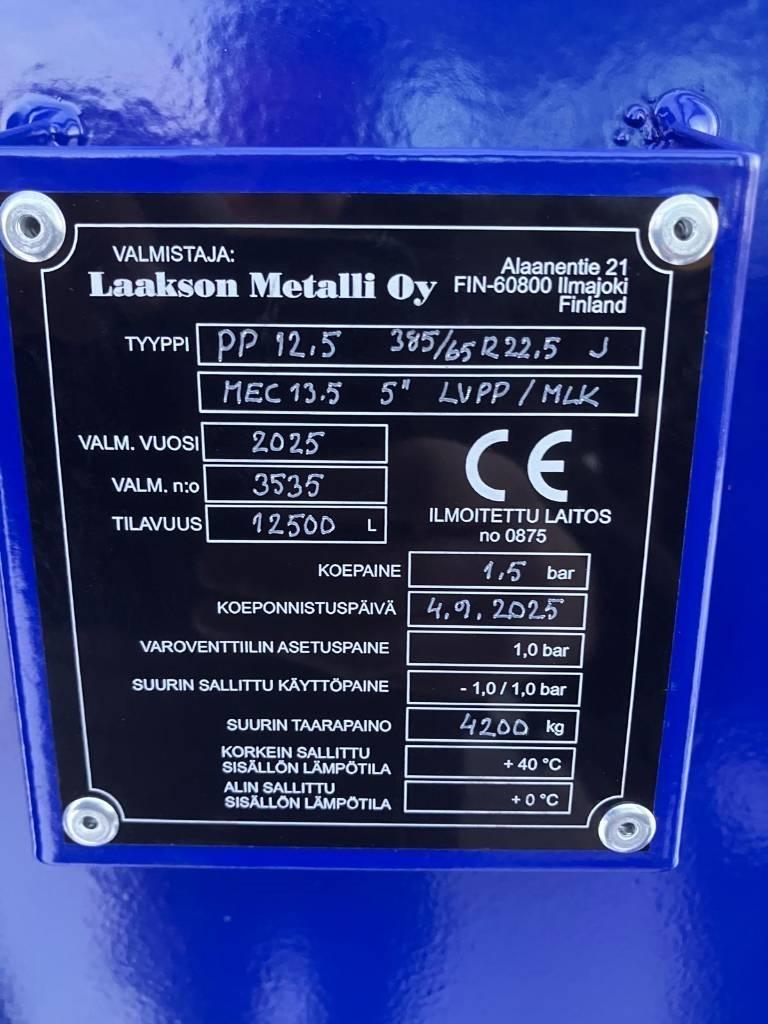 VALMISTAJA:
Laakson Metalli Oy
Alaanentie 21
FIN-60800 Ilmajoki
Finland
TYYPPI PP 12.5 385/65 R22.5 J
MEC 13.5 5" LVPP/MLK
VALM. VUOSI 2025
VALM. n:o 3535
TILAVUUS 12500 L
CE
ILMOITETTU LAITOS
no 0875
KOEPAINE 1.5 bar
KOEPONNISTUSPÄIVÄ 4.9.2025
VAROVENTTIILIN ASETUSPAINE 1,0 bar
SUURIN SALLITTU KÄYTTÖPAINE - 1,0 / 1,0 bar
SUURIN TAARAPAINO 4200 kg
KORKEIN SALLITTU
SISÄLLÖN LÄMPÖTILA + 40 °C
ALIN SALLITTU
SISÄLLÖN LÄMPÖTILA + 0 °C